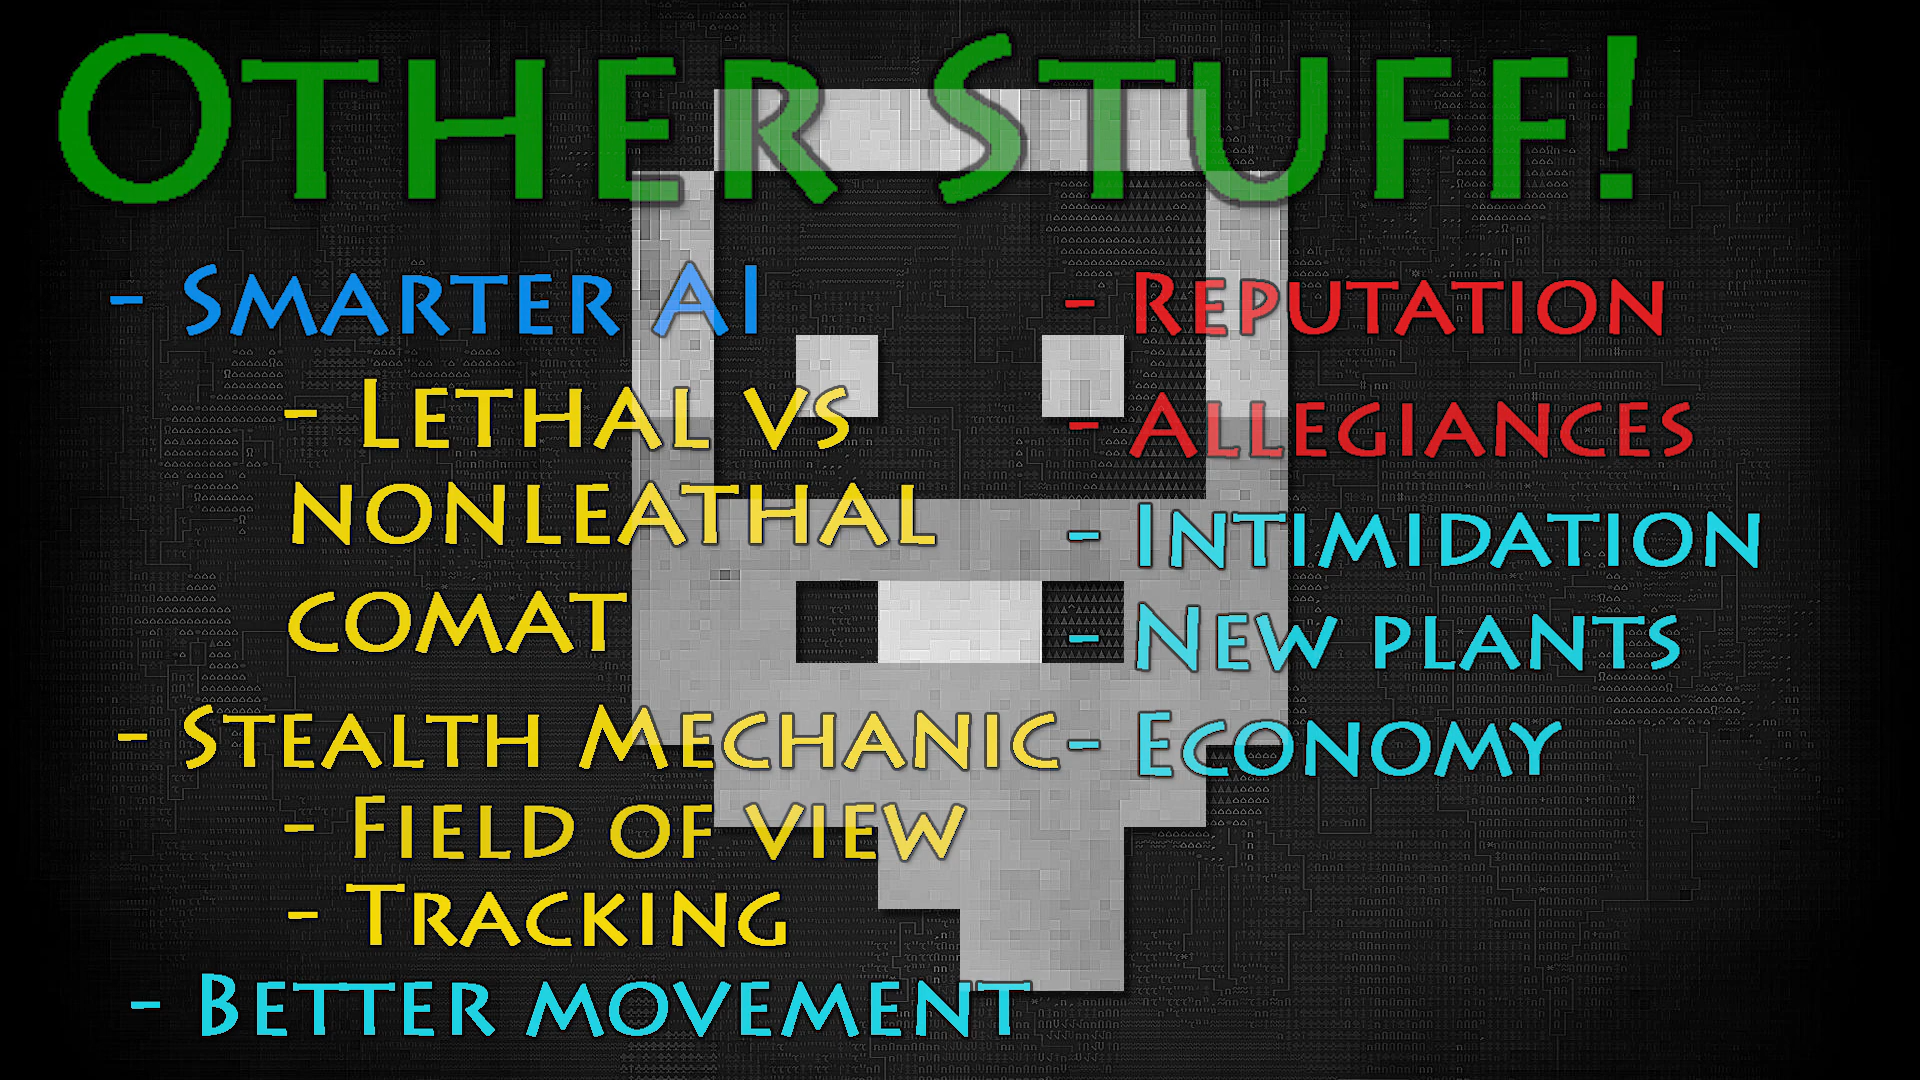 Other Stuff!
- Smarter AI
- Lethal vs
nonleathal
comat
- Stealth Mechanic
- Field of view
- Tracking
- Better movement
- Reputation
- Allegiances
- Intimidation
- New plants
- Economy